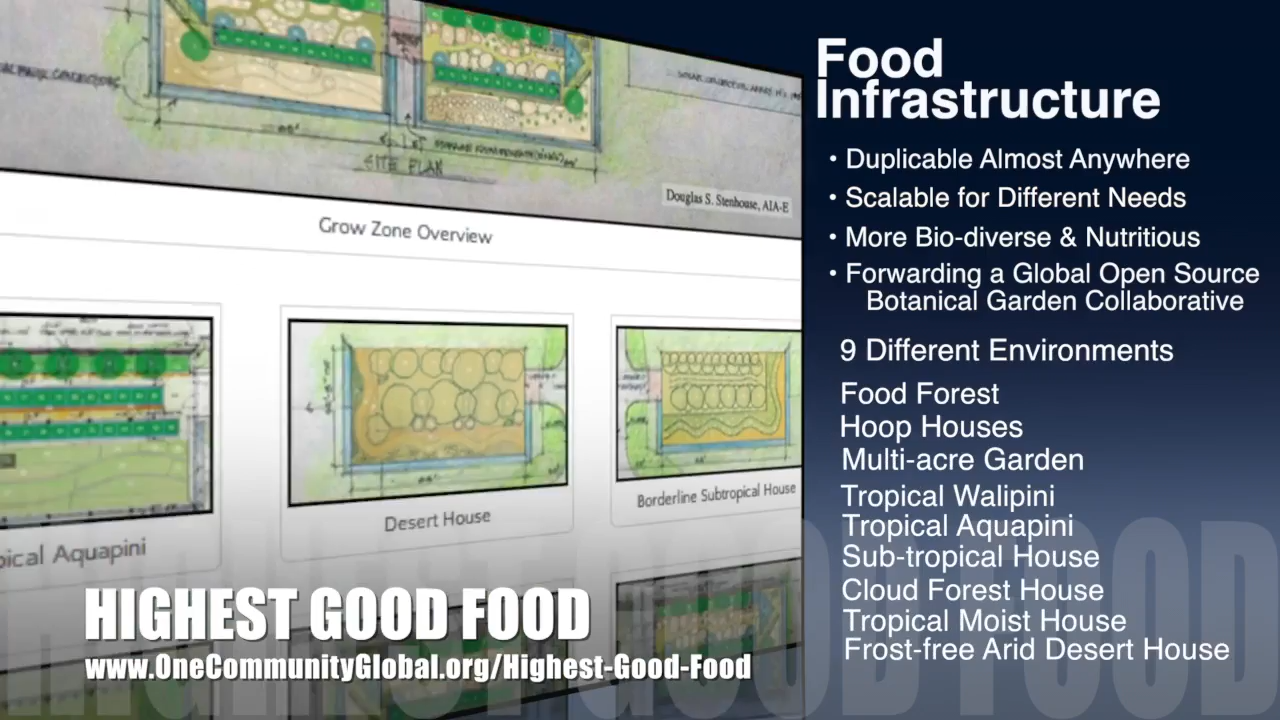 SITE PLAN
Douglas S. Stenhouse, AIA-E
Grow Zone Overview
pical Aquapini
Desert House
Borderline Subtropical House
HIGHEST GOOD FOOD
www.OneCommunityGlobal.org/Highest-Good-Food
Food
Infrastructure
• Duplicable Almost Anywhere
• Scalable for Different Needs
• More Bio-diverse & Nutritious
• Forwarding a Global Open Source
Botanical Garden Collaborative
9 Different Environments
Food Forest
Hoop Houses
Multi-acre Garden
Tropical Walipini
Tropical Aquapini
Sub-tropical House
Cloud Forest House
Tropical Moist House
Frost-free Arid Desert House
HIGHEST GOOD FOOD